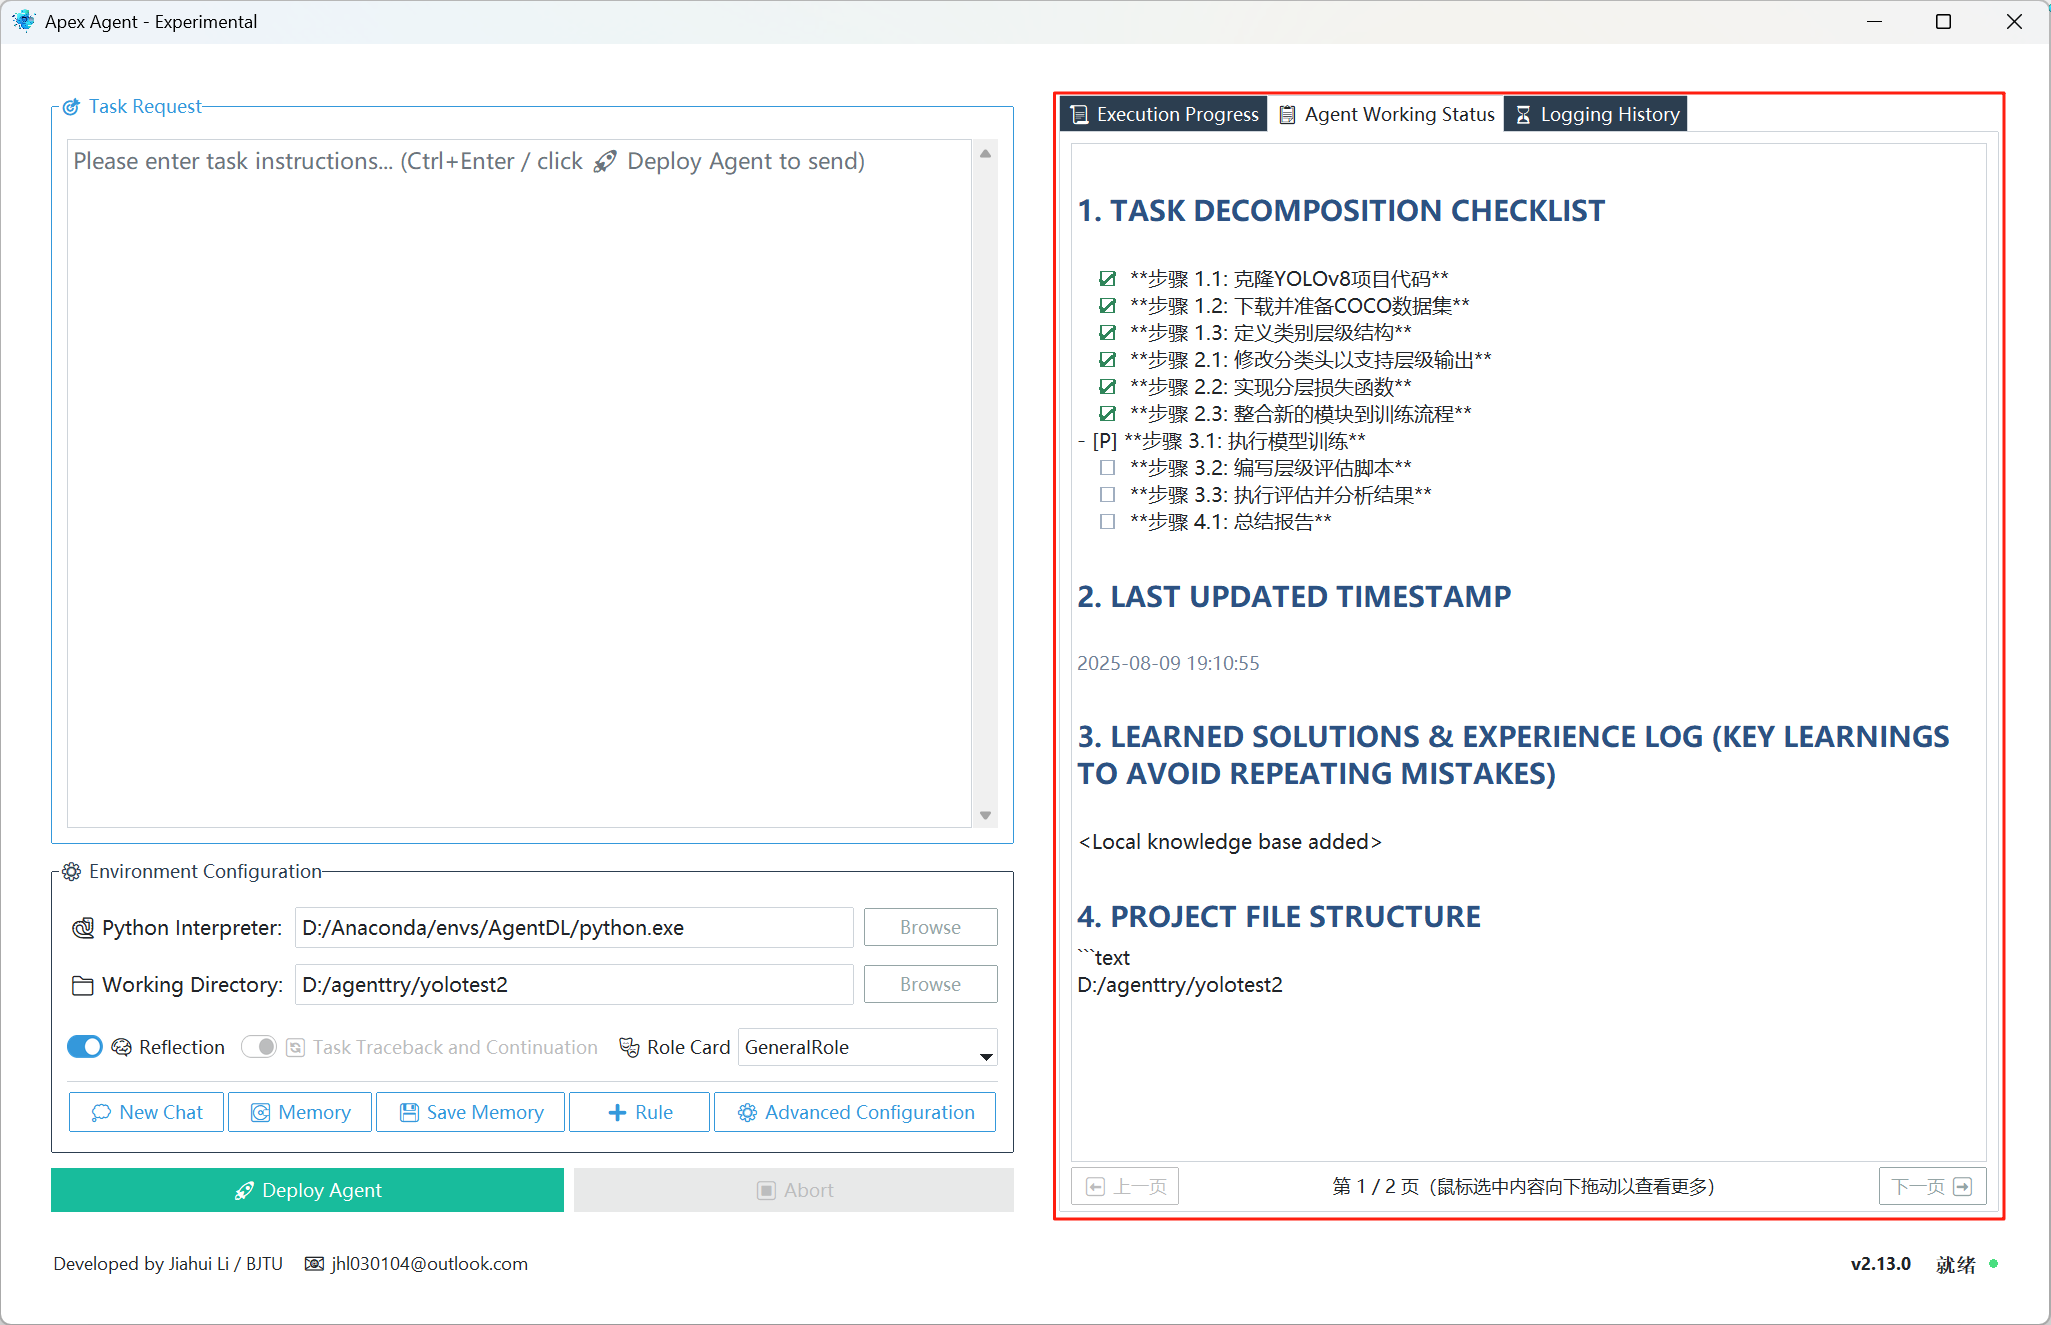 Apex Agent - Experimental
Task Request
Please enter task instructions... (Ctrl+Enter / click 🚀 Deploy Agent to send)
Environment Configuration
Python Interpreter: D:/Anaconda/envs/AgentDL/python.exe Browse
Working Directory: D:/agenttry/yolotest2 Browse
Reflection Task Traceback and Continuation Role Card GeneralRole
New Chat Memory Save Memory Rule Advanced Configuration
Deploy Agent Abort
Execution Progress Agent Working Status Logging History
1. TASK DECOMPOSITION CHECKLIST
**步骤 1.1: 克隆YOLOv8项目代码**
**步骤 1.2: 下载并准备COCO数据集**
**步骤 1.3: 定义类别层级结构**
**步骤 2.1: 修改分类头以支持层级输出**
**步骤 2.2: 实现分层损失函数**
**步骤 2.3: 整合新的模块到训练流程**
- [P] **步骤 3.1: 执行模型训练**
**步骤 3.2: 编写层级评估脚本**
**步骤 3.3: 执行评估并分析结果**
**步骤 4.1: 总结报告**
2. LAST UPDATED TIMESTAMP
2025-08-09 19:10:55
3. LEARNED SOLUTIONS & EXPERIENCE LOG (KEY LEARNINGS
TO AVOID REPEATING MISTAKES)
<Local knowledge base added>
4. PROJECT FILE STRUCTURE
```text
D:/agenttry/yolotest2
上一页 第 1 / 2 页（鼠标选中内容向下拖动以查看更多） 下一页
Developed by Jiahui Li / BJTU jhl030104@outlook.com
v2.13.0 就绪